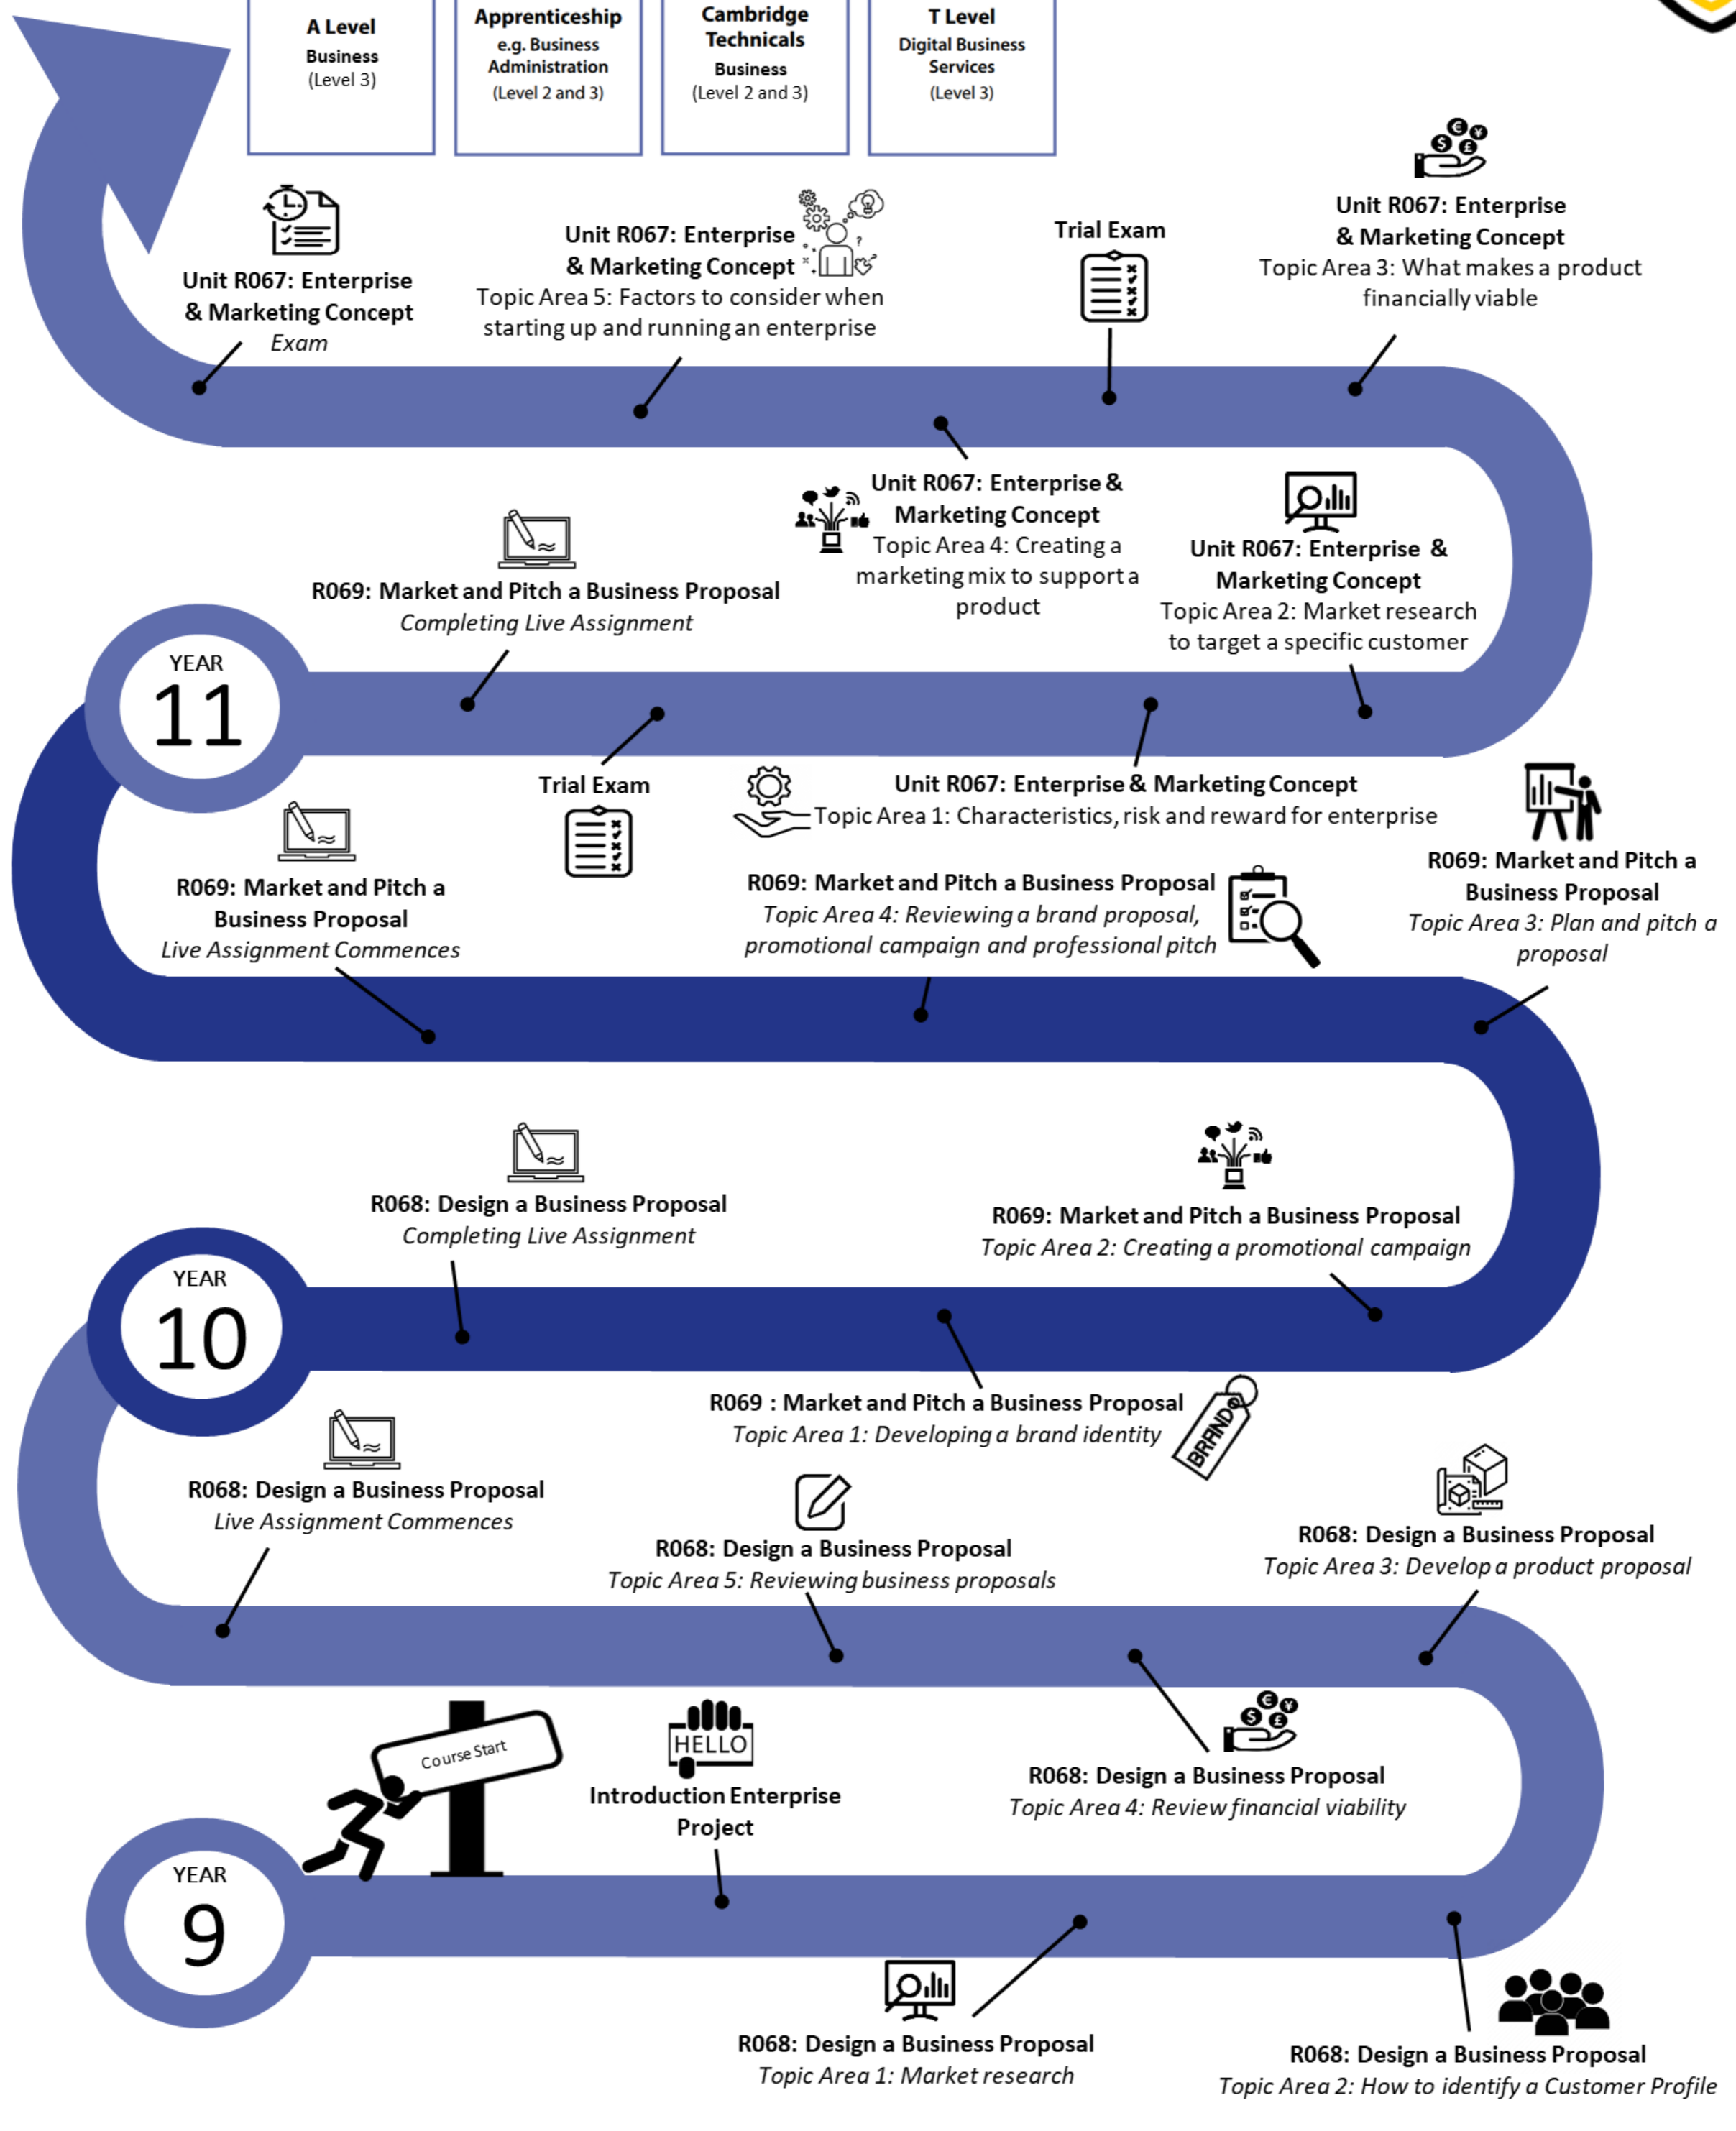 A Level
Business
(Level 3)
Apprenticeship
e.g. Business
Administration
(Level 2 and 3)
Cambridge
Technicals
Business
(Level 2 and 3)
T Level
Digital Business
Services
(Level 3)
Unit R067: Enterprise
& Marketing Concept
Exam
Unit R067: Enterprise
& Marketing Concept
Topic Area 5: Factors to consider when
starting up and running an enterprise
Trial Exam
Unit R067: Enterprise
& Marketing Concept
Topic Area 3: What makes a product
financially viable
R069: Market and Pitch a Business Proposal
Completing Live Assignment
Unit R067: Enterprise &
Marketing Concept
Topic Area 4: Creating a
marketing mix to support a
product
Unit R067: Enterprise &
Marketing Concept
Topic Area 2: Market research
to target a specific customer
YEAR
11
Trial Exam
Unit R067: Enterprise & Marketing Concept
Topic Area 1: Characteristics, risk and reward for enterprise
R069: Market and Pitch a
Business Proposal
Live Assignment Commences
R069: Market and Pitch a Business Proposal
Topic Area 4: Reviewing a brand proposal,
promotional campaign and professional pitch
R069: Market and Pitch a
Business Proposal
Topic Area 3: Plan and pitch a
proposal
R068: Design a Business Proposal
Completing Live Assignment
R069: Market and Pitch a Business Proposal
Topic Area 2: Creating a promotional campaign
YEAR
10
R069 : Market and Pitch a Business Proposal
Topic Area 1: Developing a brand identity
BRAND
R068: Design a Business Proposal
Live Assignment Commences
R068: Design a Business Proposal
Topic Area 5: Reviewing business proposals
R068: Design a Business Proposal
Topic Area 3: Develop a product proposal
Course Start
HELLO
Introduction Enterprise
Project
R068: Design a Business Proposal
Topic Area 4: Review financial viability
YEAR
9
R068: Design a Business Proposal
Topic Area 1: Market research
R068: Design a Business Proposal
Topic Area 2: How to identify a Customer Profile